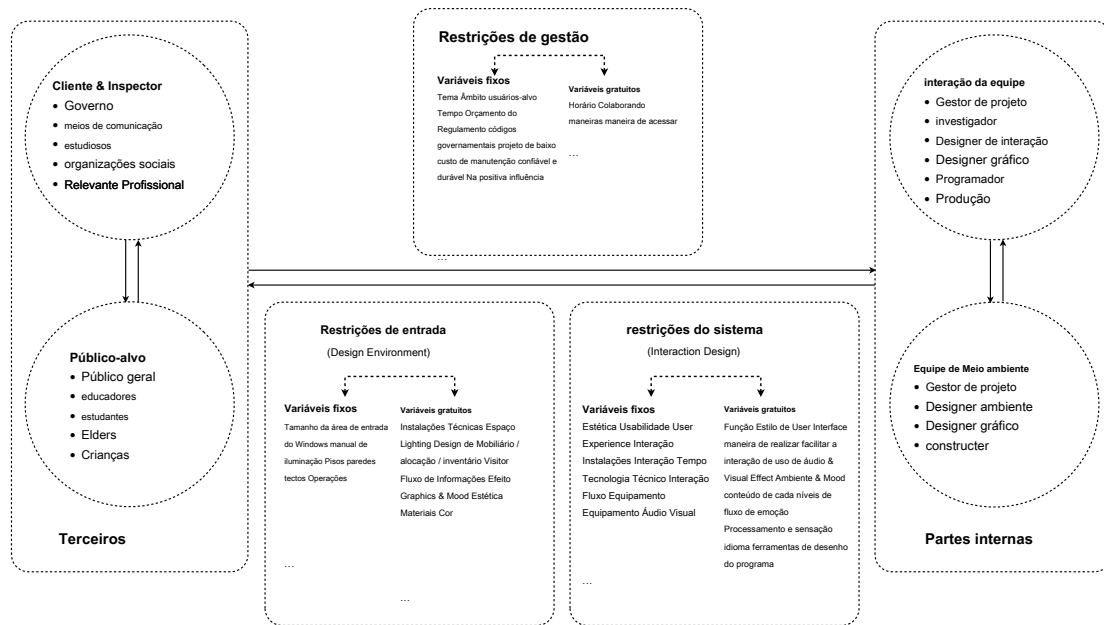 Restrições de gestão
Variáveis fixos
Tema Âmbito usuários-alvo
Tempo Orçamento do
Regulamento códigos
governamentais projeto de baixo
custo de manutenção confiável e
durável Na positiva influência
...
Variáveis gratuitos
Horário Colaborando
maneiras maneira de acessar
...
Cliente & Inspector
• Governo
• meios de comunicação
• estudiosos
• organizações sociais
• Relevante Profissional
Público-alvo
• Público geral
• educadores
• estudantes
• Elders
• Crianças
Terceiros
Restrições de entrada
(Design Environment)
Variáveis fixos
Tamanho da área de entrada
do Windows manual de
iluminação Pisos paredes
tectos Operações
...
Variáveis gratuitos
Instalações Técnicas Espaço
Lighting Design de Mobiliário /
alocação / inventário Visitor
Fluxo de Informações Efeito
Graphics & Mood Estética
Materiais Cor
...
restrições do sistema
(Interaction Design)
Variáveis fixos
Estética Usabilidade User
Experience Interação
Instalações Interação Tempo
Tecnologia Técnico Interação
Fluxo Equipamento
Equipamento Áudio Visual
...
Variáveis gratuitos
Função Estilo de User Interface
maneira de realizar facilitar a
interação de uso de áudio &
Visual Effect Ambiente & Mood
conteúdo de cada níveis de
fluxo de emoção
Processamento e sensação
idioma ferramentas de desenho
do programa
...
interação da equipe
• Gestor de projeto
• investigador
• Designer de interação
• Designer gráfico
• Programador
• Produção
Equipe de Meio ambiente
• Gestor de projeto
• Designer ambiente
• Designer gráfico
• constructer
Partes internas